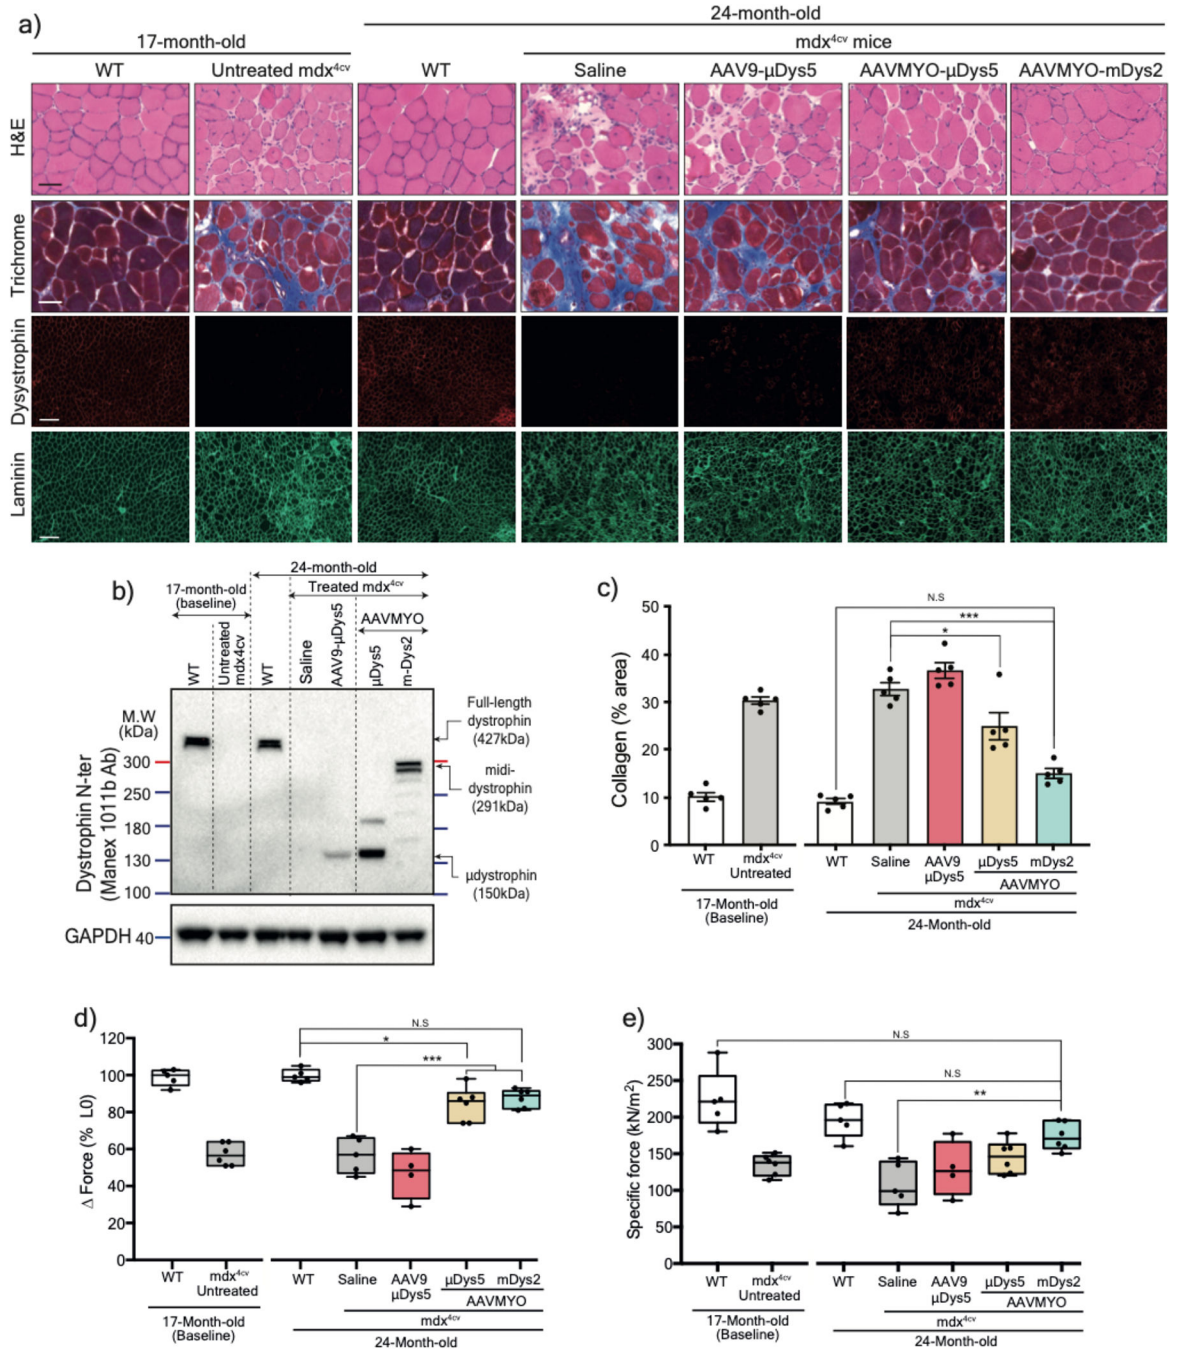 a)
24-month-old
17-month-old
mdx4cv mice
WT
Untreated mdx4cv
WT
Saline
AAV9-µDys5
AAVMYO-µDys5
AAVMYO-mDys2
H&E
Trichrome
Dysystrophin
Laminin
b)
24-month-old
17-month-old
(baseline)
Treated mdx4cv
AAVMYO
WT
Untreated
mdx4cv
WT
Saline
AAV9-µDys5
µDys5
m-Dys2
M.W
(kDa)
300
250
180
130
100
Dystrophin N-ter
(Manex 1011b Ab)
Full-length
dystrophin
(427kDa)
midi-
dystrophin
(291kDa)
µdystrophin
(150kDa)
GAPDH 40
c)
Collagen (% area)
50
40
30
20
10
0
N.S
***
*
WT
mdx4cv
Untreated
WT
Saline
AAV9
µDys5
µDys5
mDys2
AAVMYO
17-Month-old
(Baseline)
mdx4cv
24-Month-old
d)
Δ Force (% L0)
120
100
80
60
40
20
0
N.S
*
***
WT
mdx4cv
Untreated
WT
Saline
AAV9
µDys5
µDys5
mDys2
AAVMYO
17-Month-old
(Baseline)
mdx4cv
24-Month-old
e)
Specific force (kN/m2)
300
250
200
150
100
50
0
N.S
N.S
**
WT
mdx4cv
Untreated
WT
Saline
AAV9
µDys5
µDys5
mDys2
AAVMYO
17-Month-old
(Baseline)
mdx4cv
24-Month-old